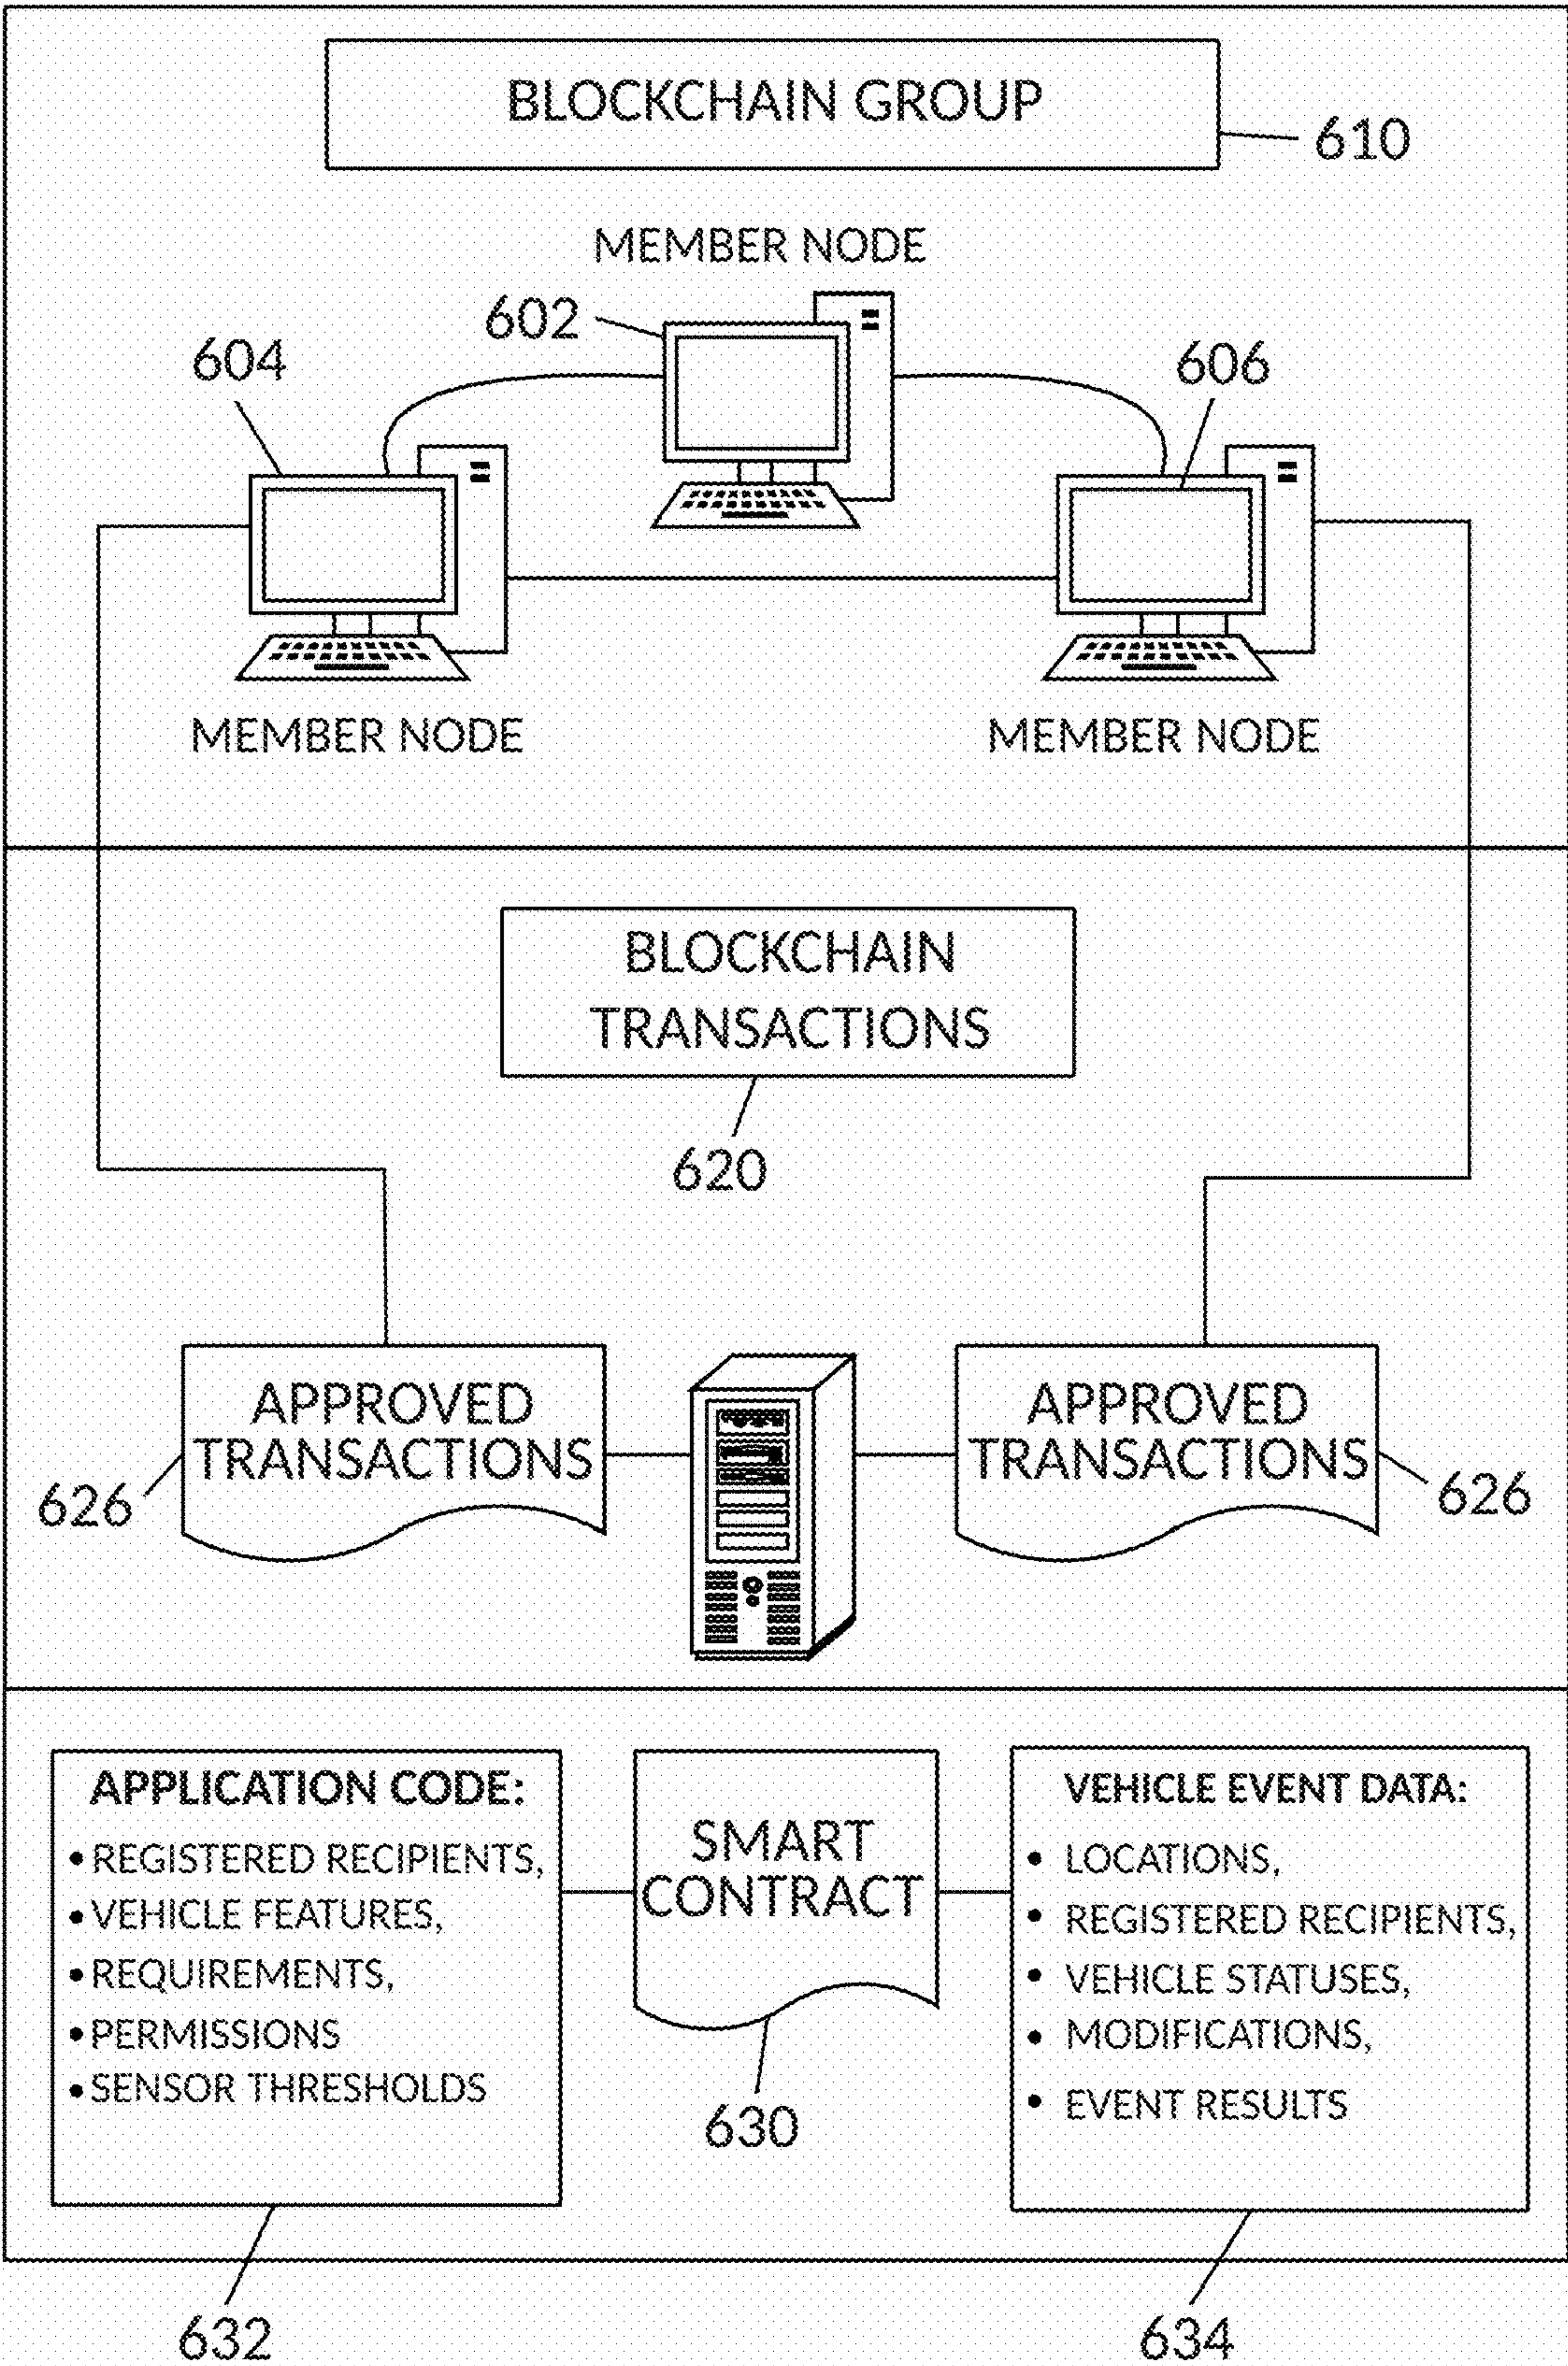 BLOCKCHAIN GROUP
610
MEMBER NODE
602
604
606
MEMBER NODE
MEMBER NODE
BLOCKCHAIN
TRANSACTIONS
620
APPROVED
TRANSACTIONS
626
APPROVED
TRANSACTIONS
626
APPLICATION CODE:
• REGISTERED RECIPIENTS,
• VEHICLE FEATURES,
• REQUIREMENTS,
• PERMISSIONS
• SENSOR THRESHOLDS
632
SMART
CONTRACT
630
VEHICLE EVENT DATA:
• LOCATIONS,
• REGISTERED RECIPIENTS,
• VEHICLE STATUSES,
• MODIFICATIONS,
• EVENT RESULTS
634